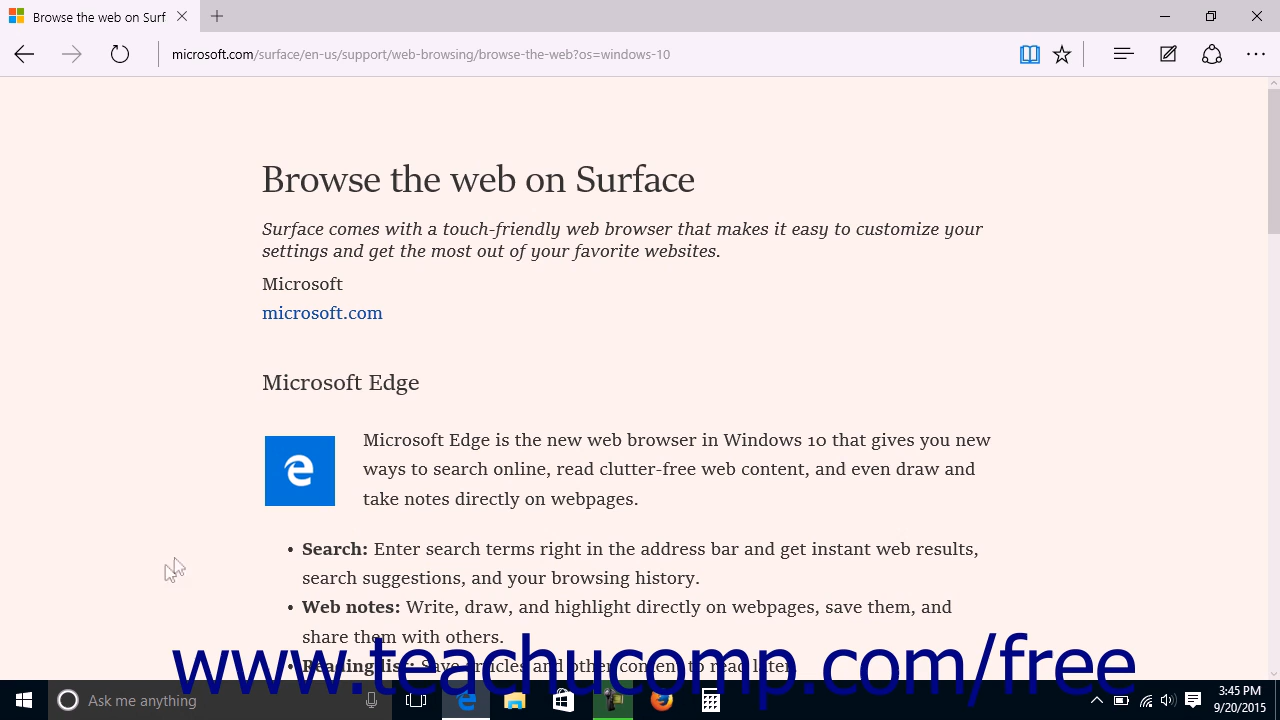 Browse the web on Surf
microsoft.com/surface/en-us/support/web-browsing/browse-the-web?os=windows-10
Browse the web on Surface
Surface comes with a touch-friendly web browser that makes it easy to customize your
settings and get the most out of your favorite websites.
Microsoft
microsoft.com
Microsoft Edge
Microsoft Edge is the new web browser in Windows 10 that gives you new
ways to search online, read clutter-free web content, and even draw and
take notes directly on webpages.
• Search: Enter search terms right in the address bar and get instant web results,
search suggestions, and your browsing history.
• Web notes: Write, draw, and highlight directly on webpages, save them, and
share them with others.
• Reading list: Save articles and other content to read later.
www.teachucomp.com/free
Ask me anything
3:45 PM
9/20/2015